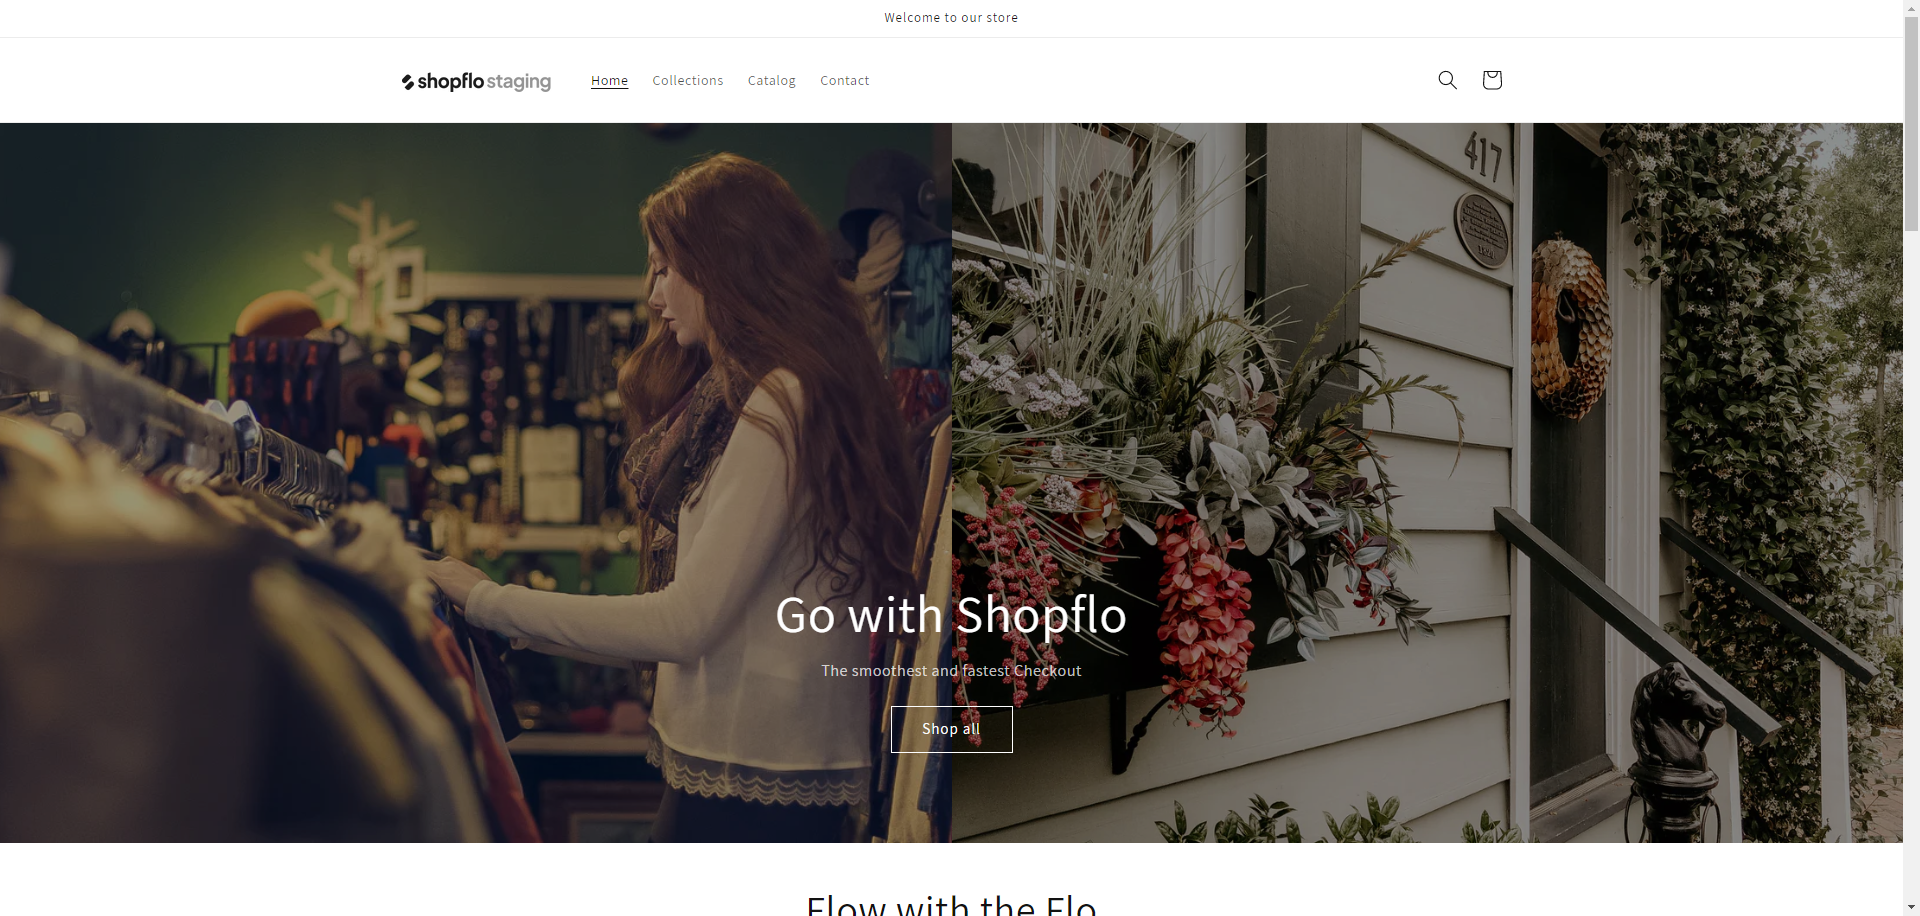 Welcome to our store
shopflo staging
Home
Collections
Catalog
Contact
417
Go with Shopflo
The smoothest and fastest Checkout
Shop all
Flow with the Flo